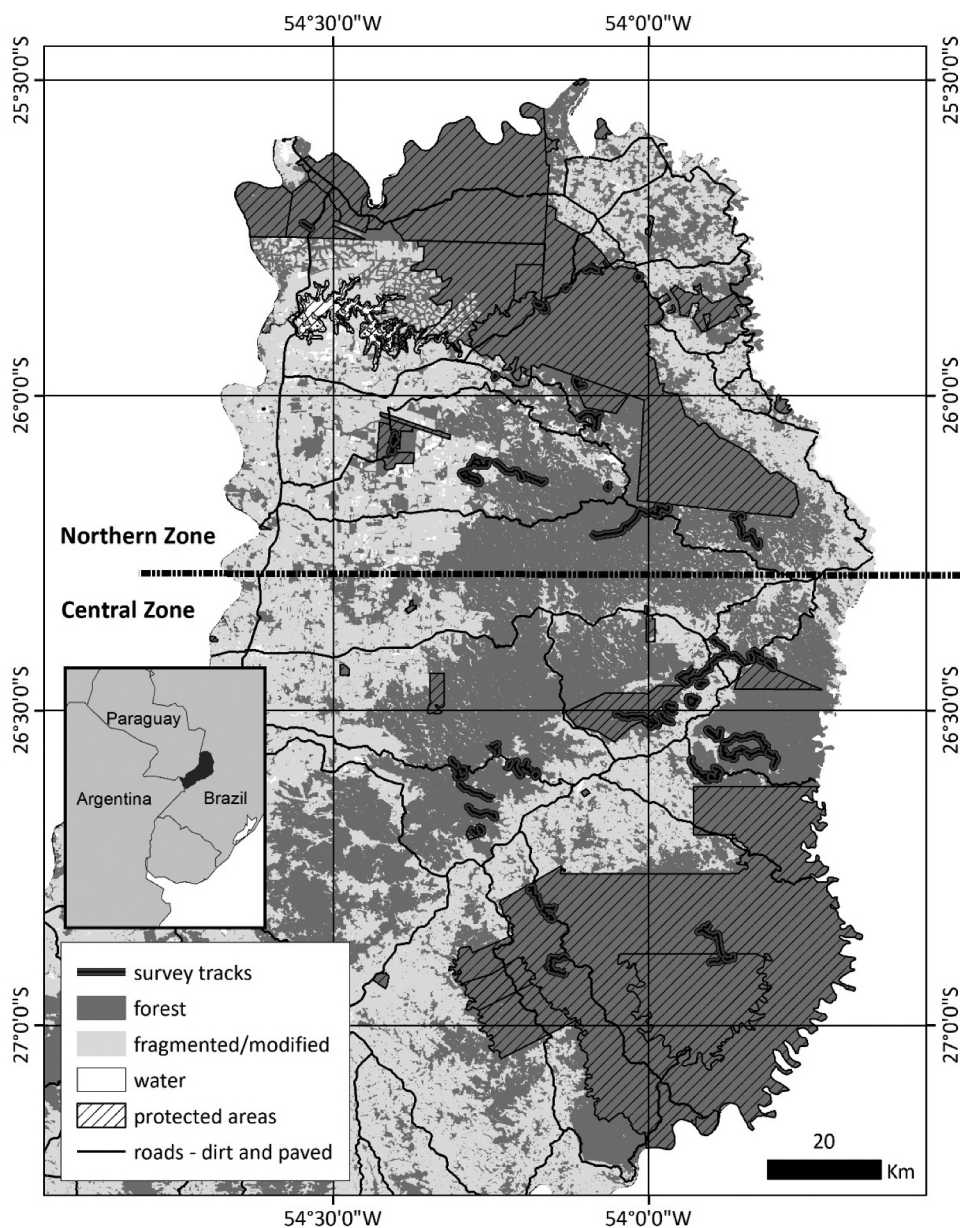 54°30'0"W 54°0'0"W
25°30'0"S 25°30'0"S
26°0'0"S 26°0'0"S
Northern Zone
Central Zone
26°30'0"S 26°30'0"S
Paraguay
Argentina Brazil
survey tracks
forest
fragmented/modified
water
protected areas
roads - dirt and paved
27°0'0"S 27°0'0"S
20
Km
54°30'0"W 54°0'0"W